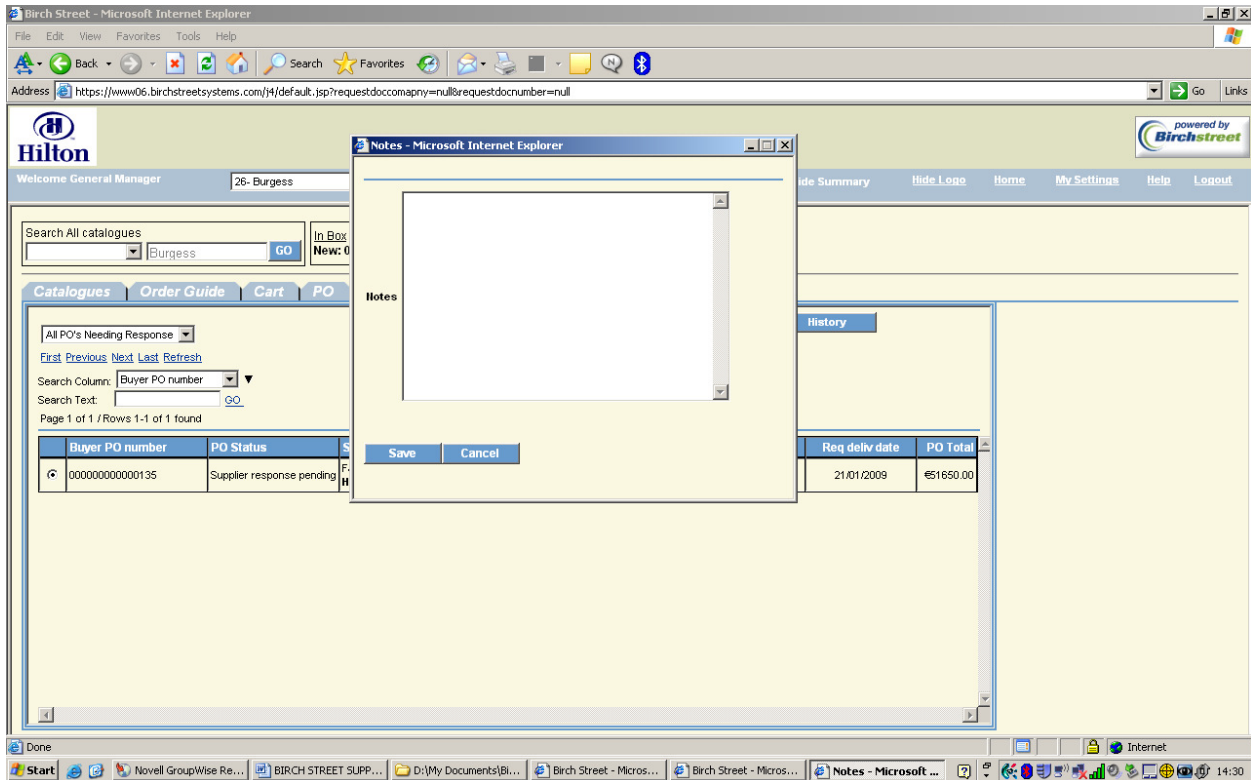 Birch Street - Microsoft Internet Explorer
File Edit View Favorites Tools Help
Back Search Favorites
Address https://www06.birchstreetsystems.com/j4/default.jsp?requestdoccomapny=null&requestdocnumber=null Go Links
Hilton
powered by
Birchstreet
Notes - Microsoft Internet Explorer
Welcome General Manager 26- Burgess ide Summary Hide Logo Home My Settings Help Logout
Search All catalogues
Burgess GO
In Box
New: 0
Catalogues Order Guide Cart PO
Notes
History
All PO's Needing Response
First Previous Next Last Refresh
Search Column: Buyer PO number
Search Text: GO
Page 1 of 1 / Rows 1-1 of 1 found
Buyer PO number PO Status S Req deliv date PO Total
Save Cancel
000000000000135 Supplier response pending F. H 21/01/2009 €51650.00
Done Internet
Start Novell GroupWise Re... BIRCH STREET SUPP... D:\My Documents\Bi... Birch Street - Micros... Birch Street - Micros... Notes - Microsoft ... 14:30